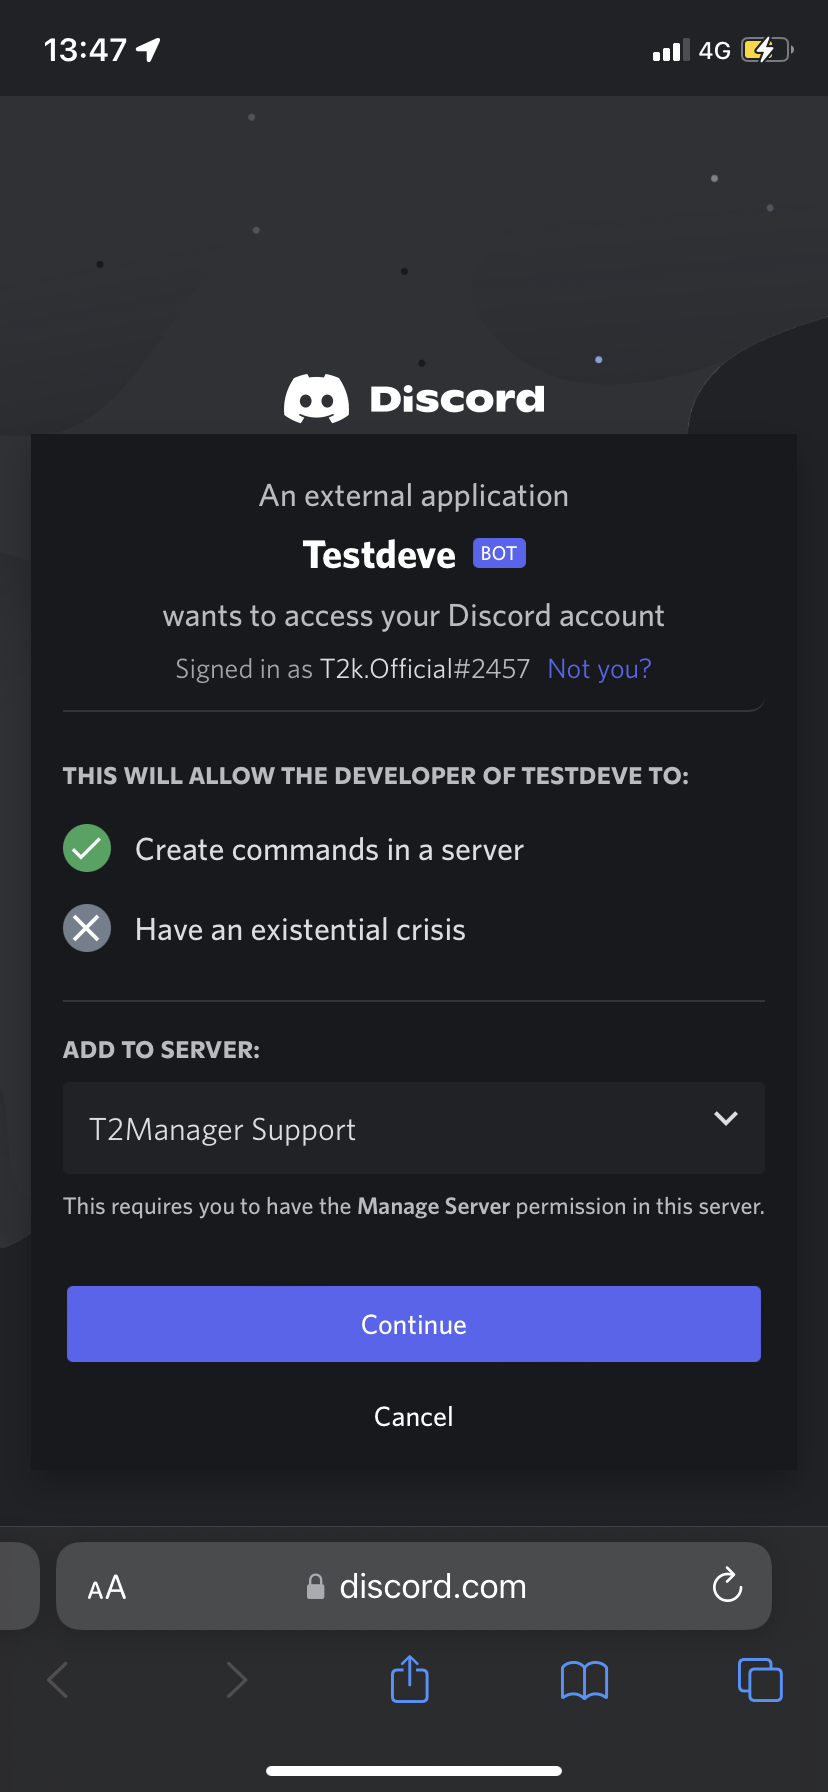 13:47
4G
Discord
An external application
Testdeve BOT
wants to access your Discord account
Signed in as T2k.Official#2457 Not you?
THIS WILL ALLOW THE DEVELOPER OF TESTDEVE TO:
Create commands in a server
Have an existential crisis
ADD TO SERVER:
T2Manager Support
This requires you to have the Manage Server permission in this server.
Continue
Cancel
AA discord.com